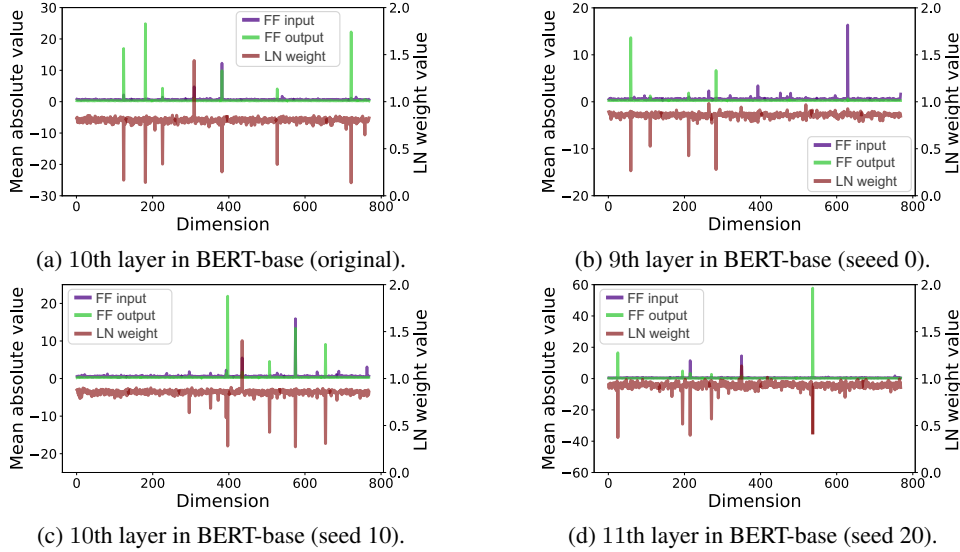 Mean absolute value
30
20
10
0
−10
−20
−30
FF input
FF output
LN weight
2.0
1.5
1.0
0.5
0.0
LN weight value
0 200 400 600 800
Dimension
(a) 10th layer in BERT-base (original).
Mean absolute value
20
10
0
−10
−20
FF input
FF output
LN weight
2.0
1.5
1.0
0.5
0.0
LN weight value
0 200 400 600 800
Dimension
(b) 9th layer in BERT-base (seeed 0).
Mean absolute value
20
10
0
−10
−20
FF input
FF output
LN weight
2.0
1.5
1.0
0.5
0.0
LN weight value
0 200 400 600 800
Dimension
(c) 10th layer in BERT-base (seed 10).
Mean absolute value
60
40
20
0
−20
−40
−60
FF input
FF output
LN weight
2.0
1.5
1.0
0.5
0.0
LN weight value
0 200 400 600 800
Dimension
(d) 11th layer in BERT-base (seed 20).